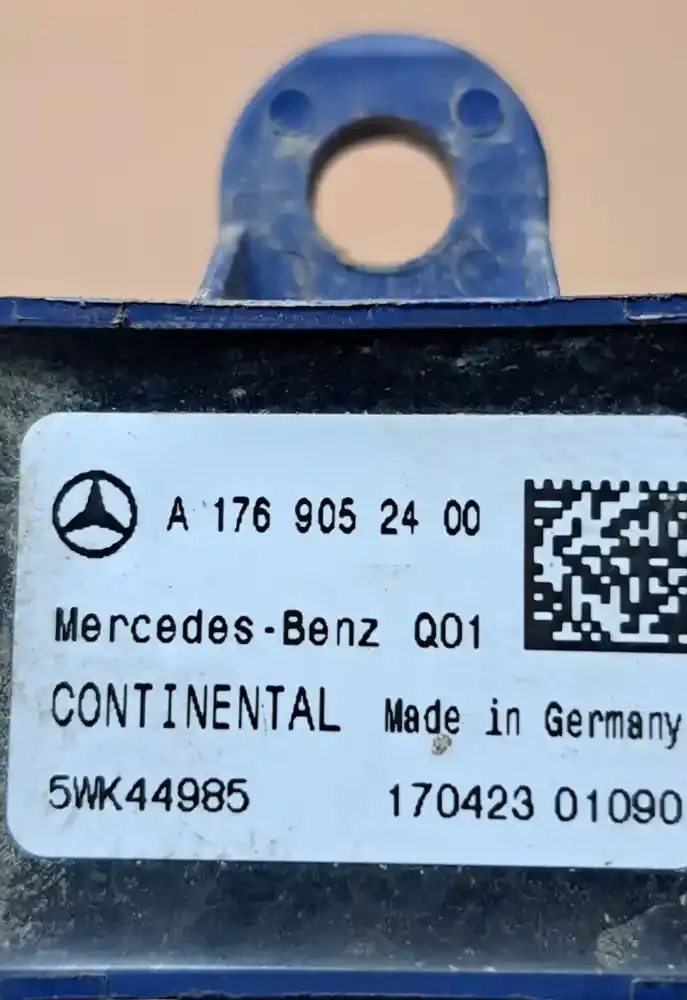 A 176 905 24 00
Mercedes-Benz Q01
CONTINENTAL Made in Germany
5WK44985 170423 01090